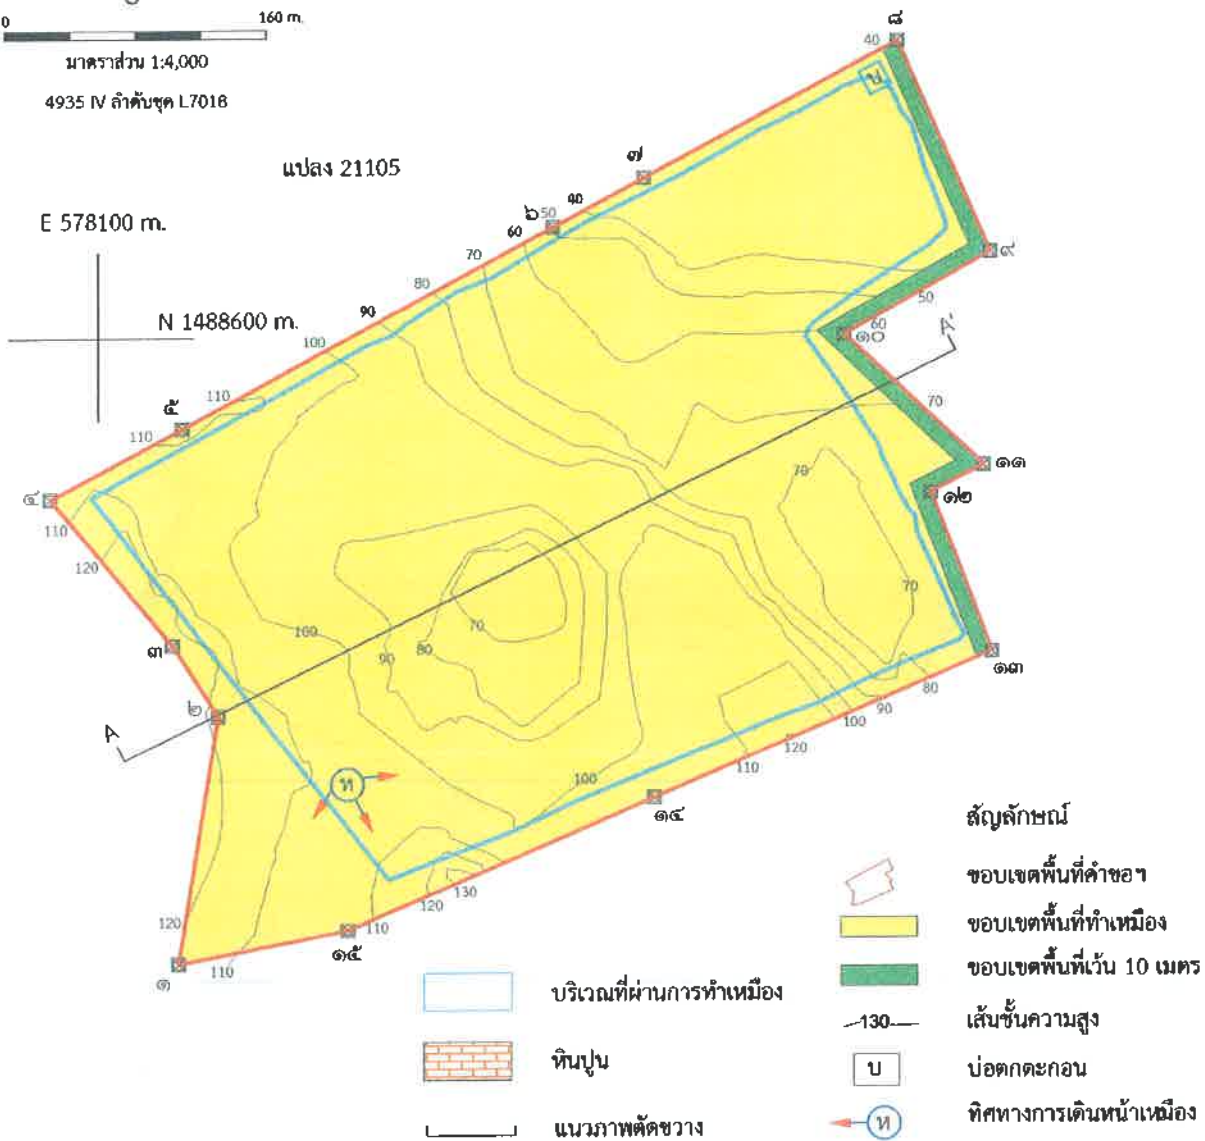 0 160 m.
มาตราส่วน 1:4,000
4935 IV ลำดับชุด L7018
แปลง 21105
E 578100 m.
N 1488600 m.
๘
40
บ
๗
๖
50
40
60
70
80
90
100
110
๕
110
๔
110
120
๓
๒
A
๙
50
60
๑๐
A'
70
๑๑
๑๒
70
70
๑๓
80
90
100
120
110
๑๔
100
100
90
80
70
ห
130
120
110
๑๕
120
110
๑
สัญลักษณ์
ขอบเขตพื้นที่คำขอฯ
ขอบเขตพื้นที่ทำเหมือง
ขอบเขตพื้นที่เว้น 10 เมตร
130 เส้นชั้นความสูง
บ บ่อตกตะกอน
ห ทิศทางการเดินหน้าเหมือง
บริเวณที่ผ่านการทำเหมือง
หินปูน
แนวภาพตัดขวาง